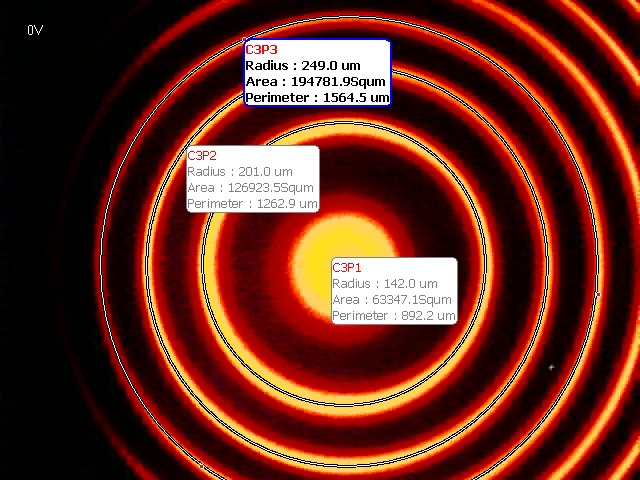 0V
C3P3
Radius : 249.0 um
Area : 194781.9Squm
Perimeter : 1564.5 um
C3P2
Radius : 201.0 um
Area : 126923.5Squm
Perimeter : 1262.9 um
C3P1
Radius : 142.0 um
Area : 63347.1Squm
Perimeter : 892.2 um